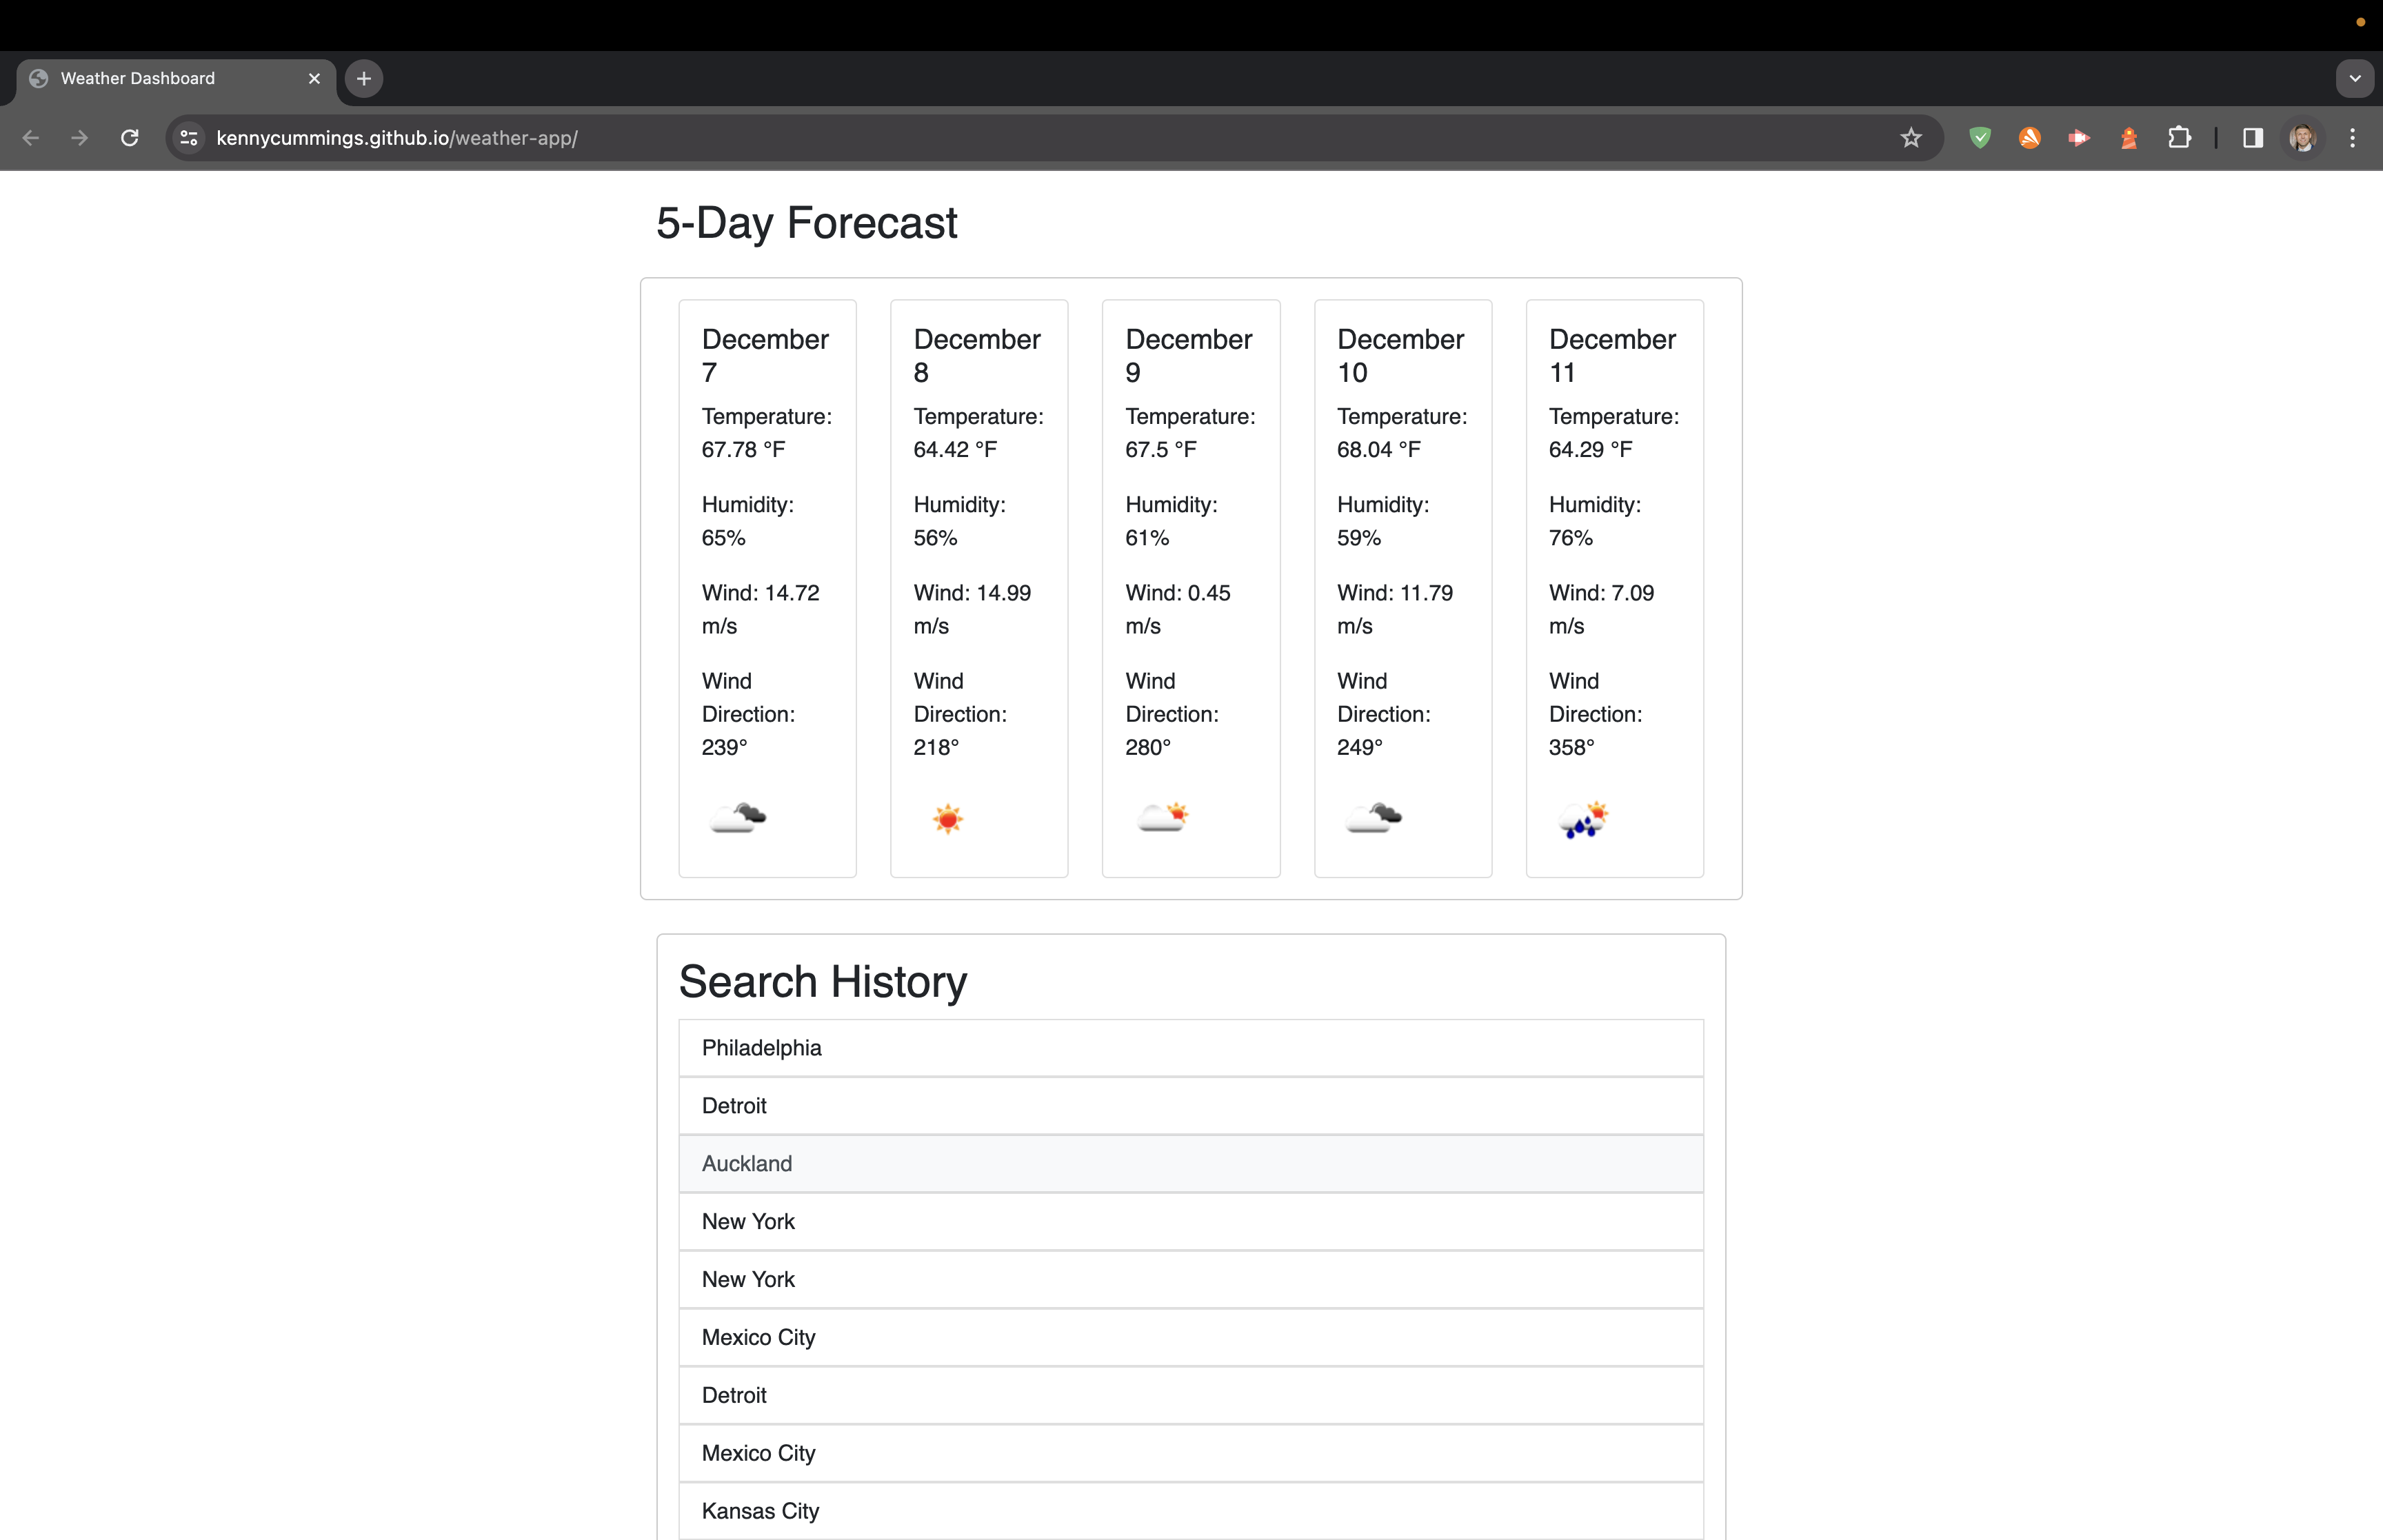 Weather Dashboard
kennycummings.github.io/weather-app/
5-Day Forecast
December
7
Temperature:
67.78 °F
Humidity:
65%
Wind: 14.72
m/s
Wind
Direction:
239°
December
8
Temperature:
64.42 °F
Humidity:
56%
Wind: 14.99
m/s
Wind
Direction:
218°
December
9
Temperature:
67.5 °F
Humidity:
61%
Wind: 0.45
m/s
Wind
Direction:
280°
December
10
Temperature:
68.04 °F
Humidity:
59%
Wind: 11.79
m/s
Wind
Direction:
249°
December
11
Temperature:
64.29 °F
Humidity:
76%
Wind: 7.09
m/s
Wind
Direction:
358°
Search History
Philadelphia
Detroit
Auckland
New York
New York
Mexico City
Detroit
Mexico City
Kansas City